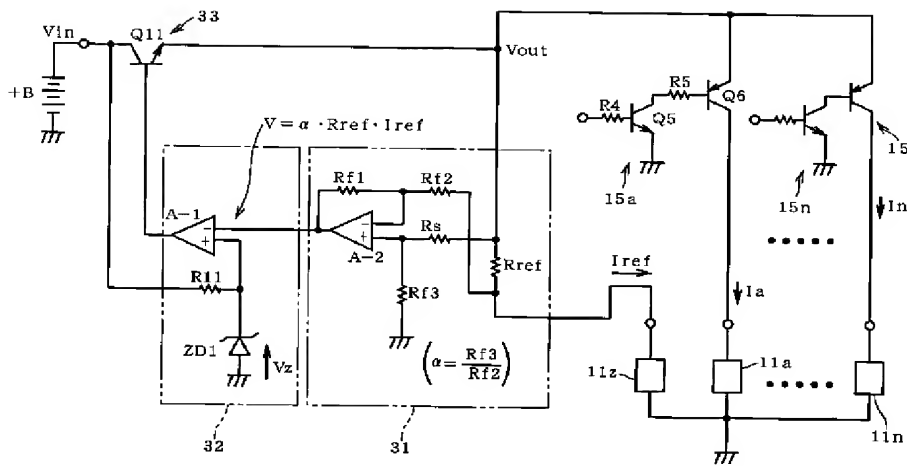 Vin
Q11
33
Vout
+B
V=α·Rref·Iref
R4
R5
Q5
Q6
15a
15n
15
In
Rf1
Rf2
A-1
−
+
−
+
A-2
Rs
Rref
Iref
R11
Rf3
Ia
ZD1
Vz
(α=Rf3/Rf2)
11z
11a
11n
32
31